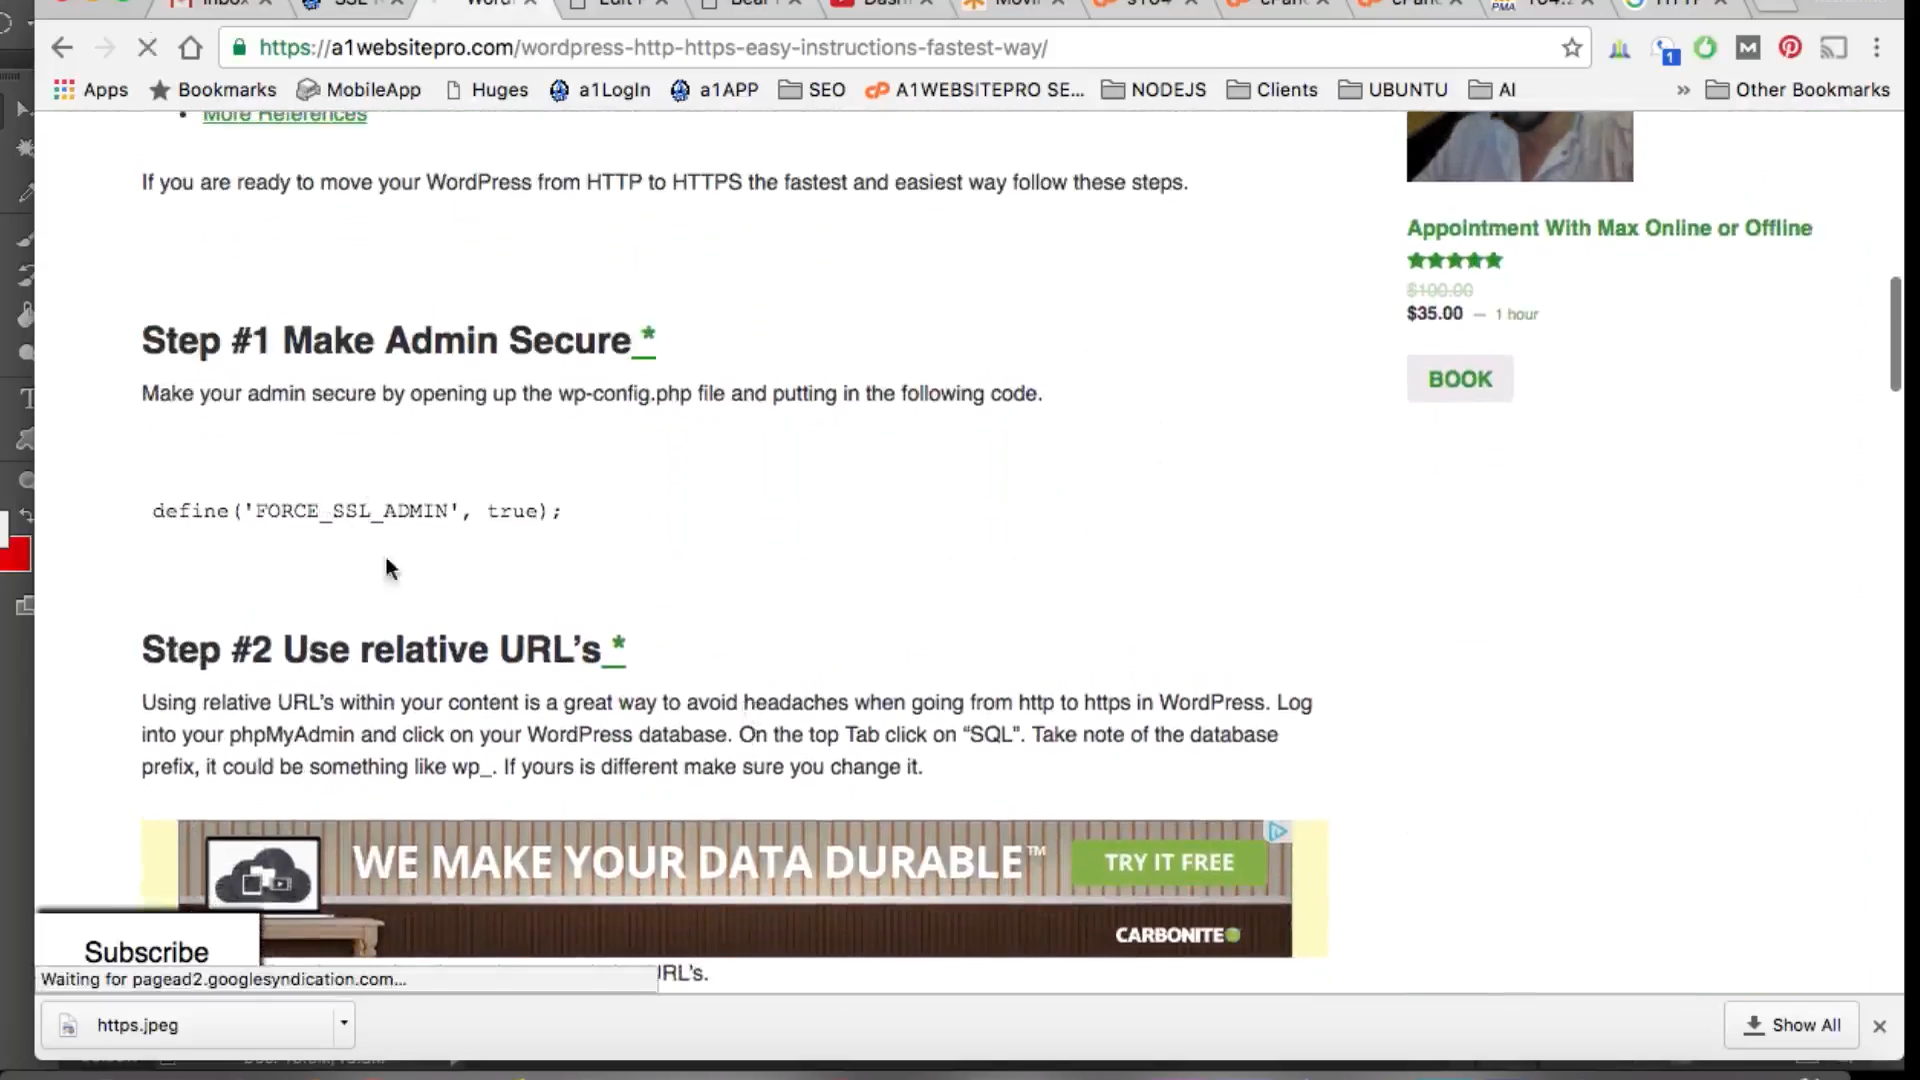 https://a1websitepro.com/wordpress-http-https-easy-instructions-fastest-way/
1
Apps Bookmarks MobileApp Huges a1LogIn a1APP SEO A1WEBSITEPRO SE... NODEJS Clients UBUNTU AI » Other Bookmarks
More References
If you are ready to move your WordPress from HTTP to HTTPS the fastest and easiest way follow these steps.
Appointment With Max Online or Offline
$100.00
$35.00 — 1 hour
BOOK
Step #1 Make Admin Secure *
Make your admin secure by opening up the wp-config.php file and putting in the following code.
define('FORCE_SSL_ADMIN', true);
Step #2 Use relative URL’s *
Using relative URL’s within your content is a great way to avoid headaches when going from http to https in WordPress. Log
into your phpMyAdmin and click on your WordPress database. On the top Tab click on “SQL”. Take note of the database
prefix, it could be something like wp_. If yours is different make sure you change it.
WE MAKE YOUR DATA DURABLE™ TRY IT FREE
CARBONITE
Subscribe
Waiting for pagead2.googlesyndication.com...
https.jpeg
Show All